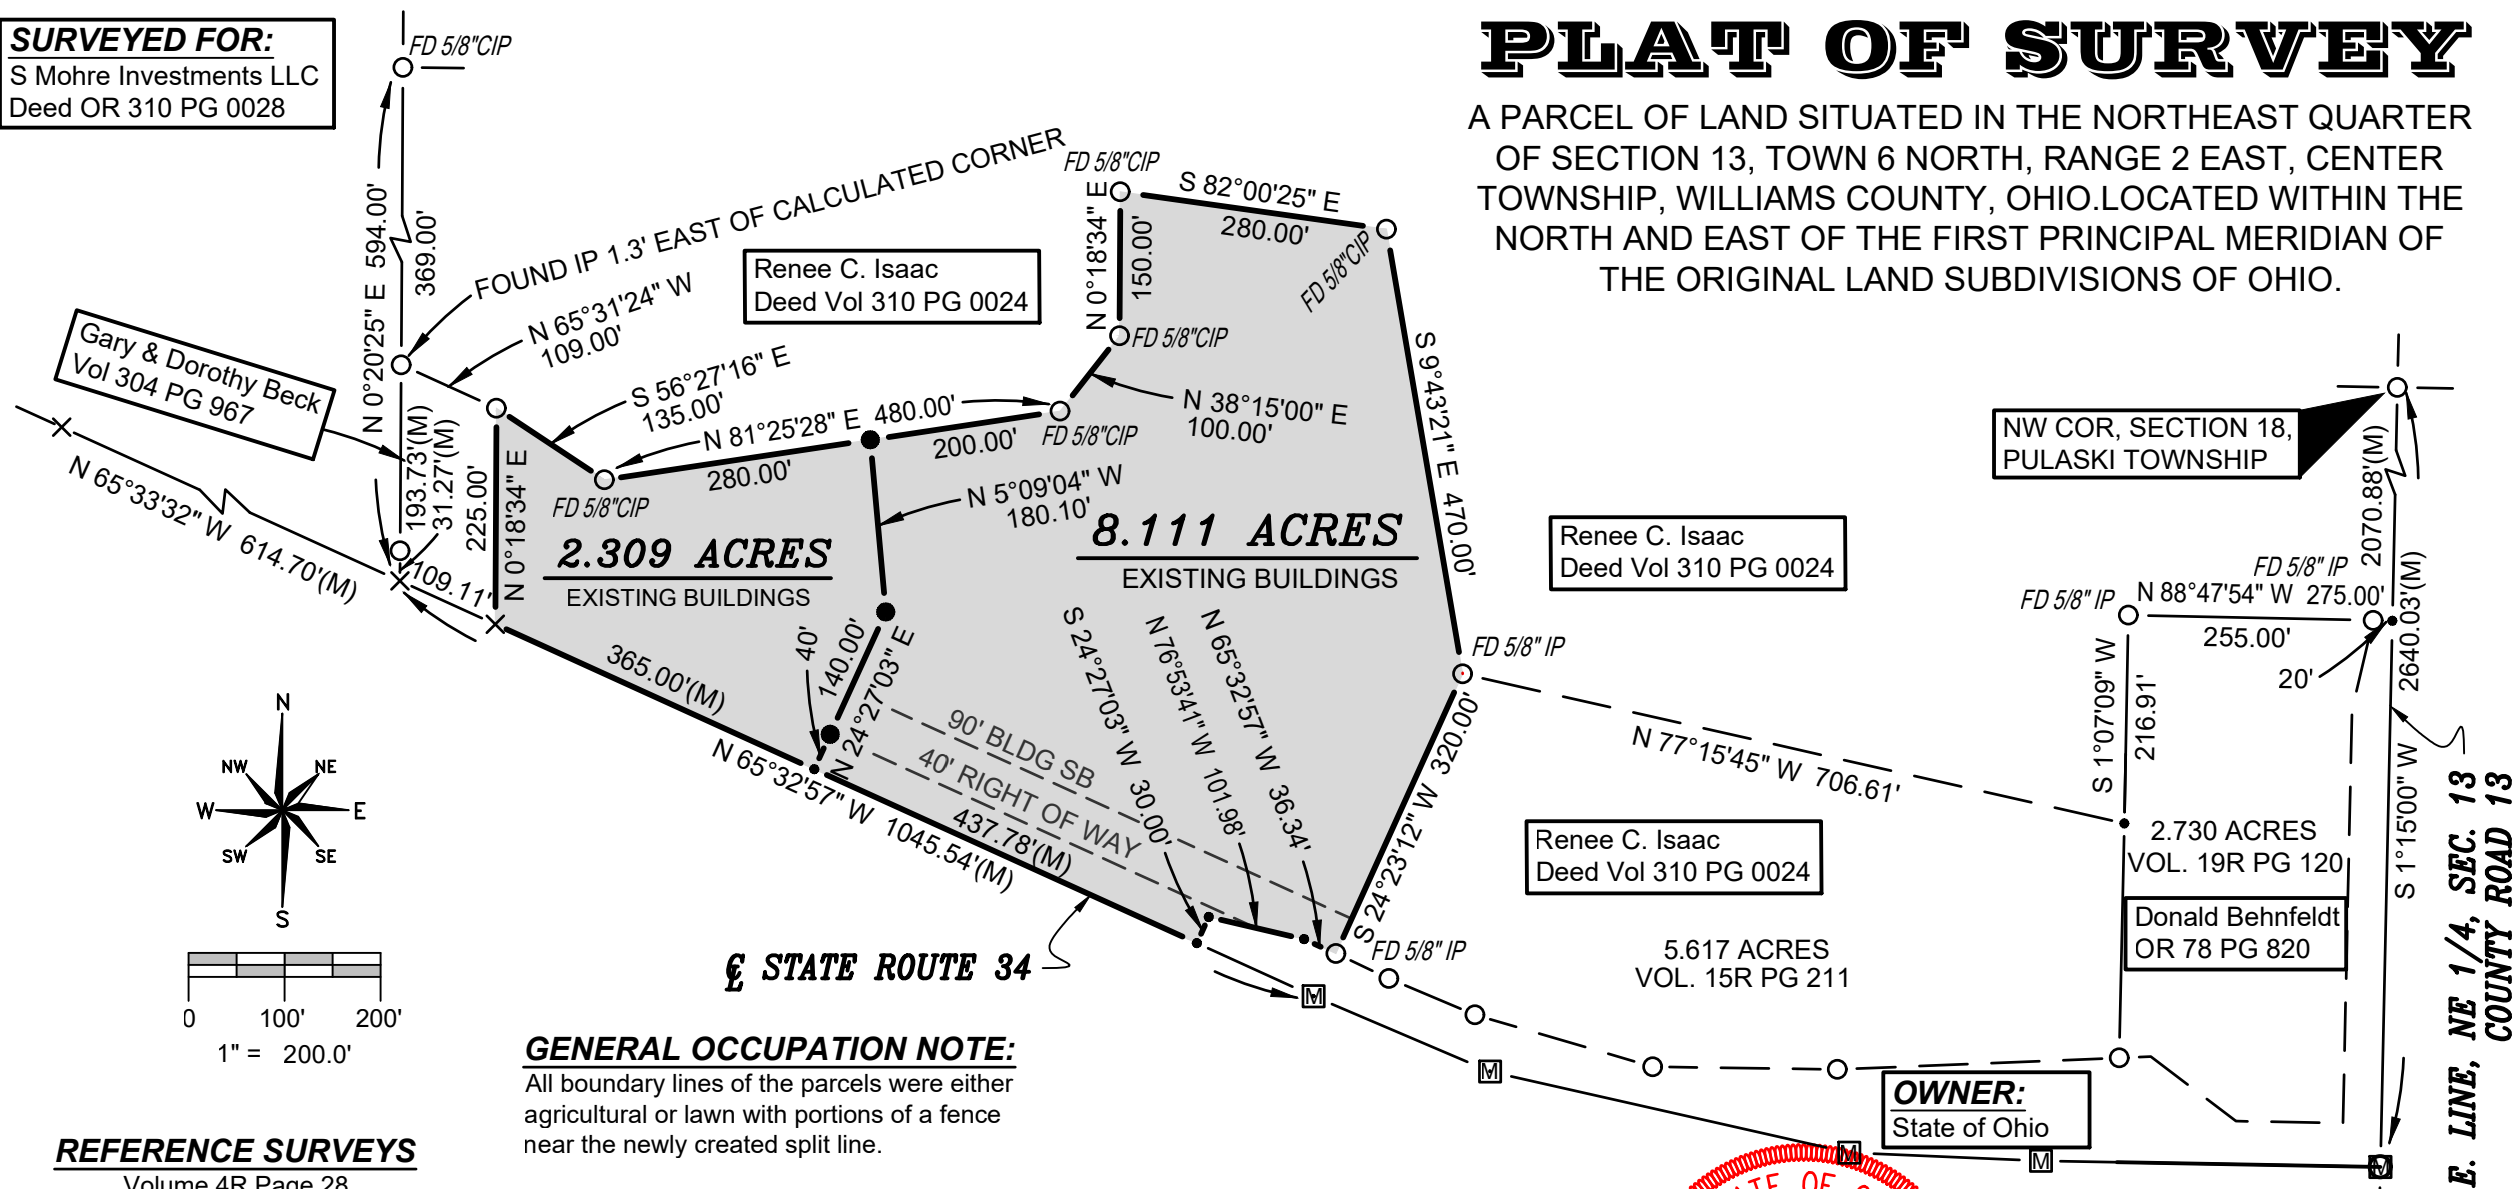 SURVEYED FOR:
S Mohre Investments LLC
Deed OR 310 PG 0028
FD 5/8"CIP
PLAT OF SURVEY
A PARCEL OF LAND SITUATED IN THE NORTHEAST QUARTER
OF SECTION 13, TOWN 6 NORTH, RANGE 2 EAST, CENTER
TOWNSHIP, WILLIAMS COUNTY, OHIO.LOCATED WITHIN THE
NORTH AND EAST OF THE FIRST PRINCIPAL MERIDIAN OF
THE ORIGINAL LAND SUBDIVISIONS OF OHIO.
N 0°20'25" E 594.00'
369.00'
FOUND IP 1.3' EAST OF CALCULATED CORNER
N 65°31'24" W
109.00'
Renee C. Isaac
Deed Vol 310 PG 0024
FD 5/8"CIP
S 82°00'25" E
280.00'
FD 5/8"CIP
N 0°18'34" E
150.00'
FD 5/8"CIP
Gary & Dorothy Beck
Vol 304 PG 967
S 56°27'16" E
135.00'
N 81°25'28" E 480.00'
280.00'
200.00'
FD 5/8"CIP
N 38°15'00" E
100.00'
S 9°43'21" E 470.00'
NW COR, SECTION 18,
PULASKI TOWNSHIP
2070.88'(M)
N 65°33'32" W 614.70'(M)
193.73'(M)
31.27'(M)
225.00'
N 0°18'34" E
FD 5/8"CIP
109.11'
N 5°09'04" W
180.10'
2.309 ACRES
EXISTING BUILDINGS
8.111 ACRES
EXISTING BUILDINGS
Renee C. Isaac
Deed Vol 310 PG 0024
FD 5/8" IP
FD 5/8" IP
N 88°47'54" W 275.00'
255.00'
20'
2640.03'(M)
S 1°07'09" W
216.91'
365.00'(M)
40'
140.00'
N 24°27'03" E
S 24°27'03" W 30.00'
N 76°53'41" W 101.98'
N 65°32'57" W 36.34'
FD 5/8" IP
N 77°15'45" W 706.61'
90' BLDG SB
40' RIGHT OF WAY
437.78'(M)
N 65°32'57" W 1045.54'(M)
S 24°23'12" W 320.00'
FD 5/8" IP
Renee C. Isaac
Deed Vol 310 PG 0024
5.617 ACRES
VOL. 15R PG 211
2.730 ACRES
VOL. 19R PG 120
Donald Behnfeldt
OR 78 PG 820
S 1°15'00" W
E. LINE, NE 1/4, SEC. 13
COUNTY ROAD 13
N
NW
NE
W
E
SW
SE
S
0 100' 200'
1" = 200.0'
℄ STATE ROUTE 34
M
M
M
M
M
GENERAL OCCUPATION NOTE:
All boundary lines of the parcels were either
agricultural or lawn with portions of a fence
near the newly created split line.
OWNER:
State of Ohio
REFERENCE SURVEYS
Volume 4R Page 28